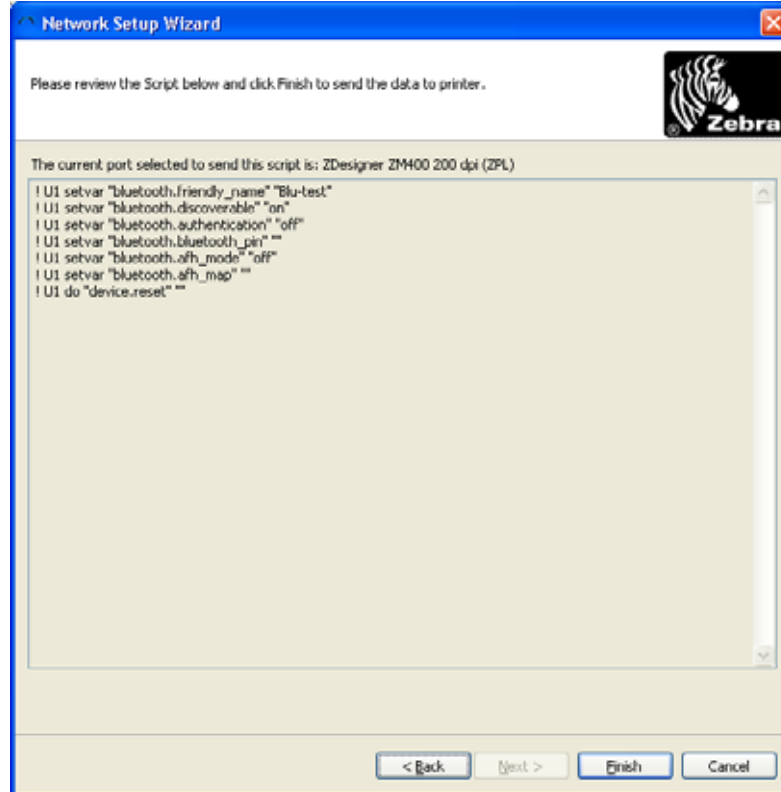 Network Setup Wizard
Please review the Script below and click Finish to send the data to printer.
® Zebra
The current port selected to send this script is: ZDesigner ZM400 200 dpi (ZPL)
! U1 setvar "bluetooth.friendly_name" "Blu-test"
! U1 setvar "bluetooth.discoverable" "on"
! U1 setvar "bluetooth.authentication" "off"
! U1 setvar "bluetooth.bluetooth_pin" ""
! U1 setvar "bluetooth.afh_mode" "off"
! U1 setvar "bluetooth.afh_map" ""
! U1 do "device.reset" ""
< Back Next > Finish Cancel